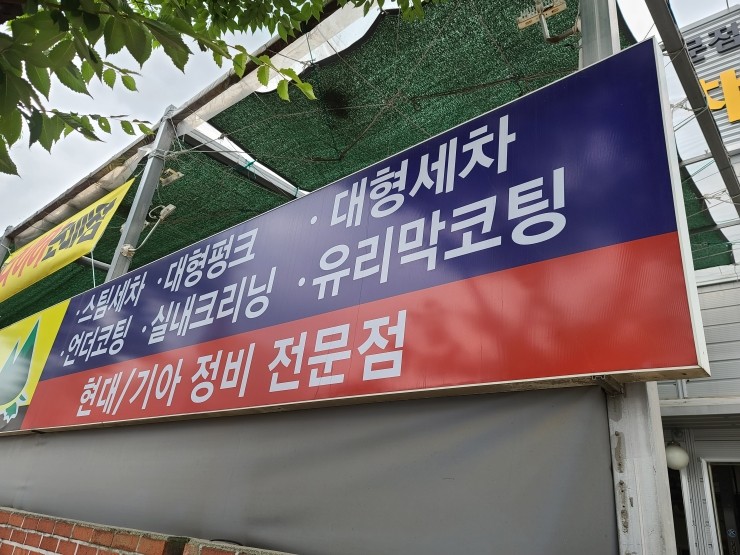 ·스팀세차 ·대형펑크 ·대형세차
·언더코팅 ·실내크리닝 ·유리막코팅
현대/기아 정비 전문점